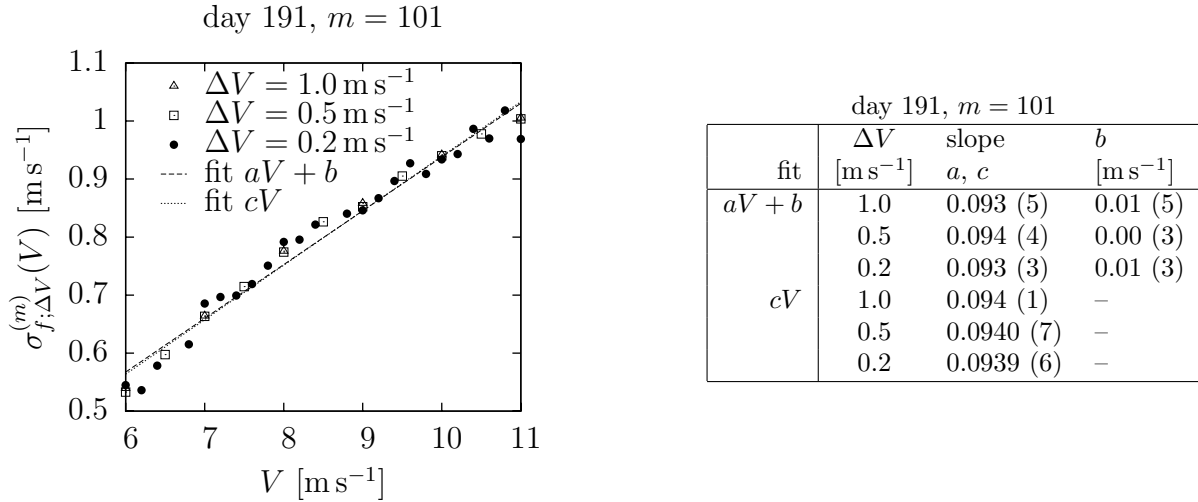 day 191, m = 101
σ_{f;ΔV}^{(m)}(V) [m s⁻¹]
1.1
1
0.9
0.8
0.7
0.6
0.5
ΔV = 1.0 m s⁻¹
ΔV = 0.5 m s⁻¹
ΔV = 0.2 m s⁻¹
fit aV + b
fit cV
6 7 8 9 10 11
V [m s⁻¹]
day 191, m = 101
ΔV slope b
fit [m s⁻¹] a, c [m s⁻¹]
aV + b 1.0 0.093 (5) 0.01 (5)
0.5 0.094 (4) 0.00 (3)
0.2 0.093 (3) 0.01 (3)
cV 1.0 0.094 (1) –
0.5 0.0940 (7) –
0.2 0.0939 (6) –